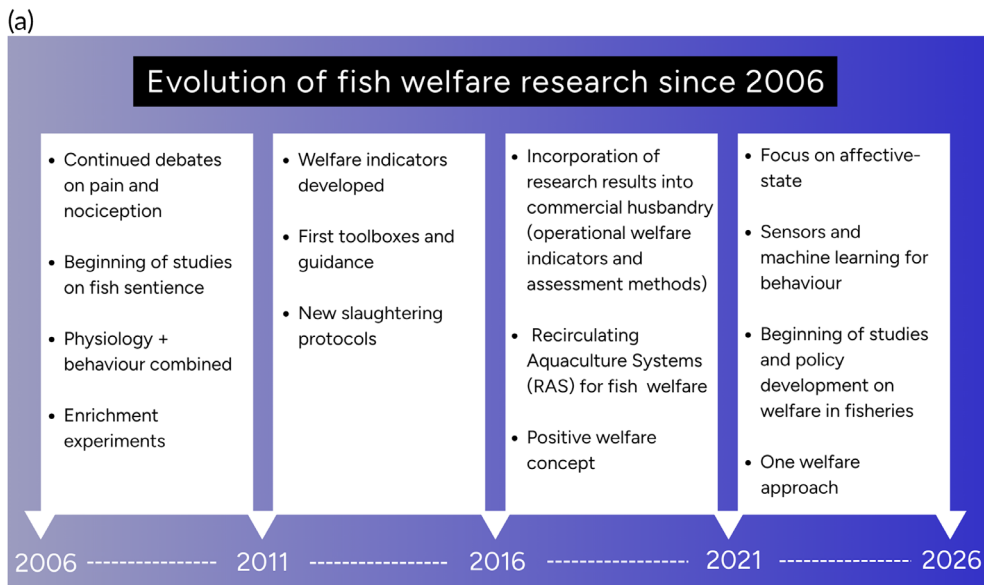 (a)
Evolution of fish welfare research since 2006
• Continued debates
on pain and
nociception
• Beginning of studies
on fish sentience
• Physiology +
behaviour combined
• Enrichment
experiments
• Welfare indicators
developed
• First toolboxes and
guidance
• New slaughtering
protocols
• Incorporation of
research results into
commercial husbandry
(operational welfare
indicators and
assessment methods)
• Recirculating
Aquaculture Systems
(RAS) for fish welfare
• Positive welfare
concept
• Focus on affective-
state
• Sensors and
machine learning for
behaviour
• Beginning of studies
and policy
development on
welfare in fisheries
• One welfare
approach
2006 2011 2016 2021 2026